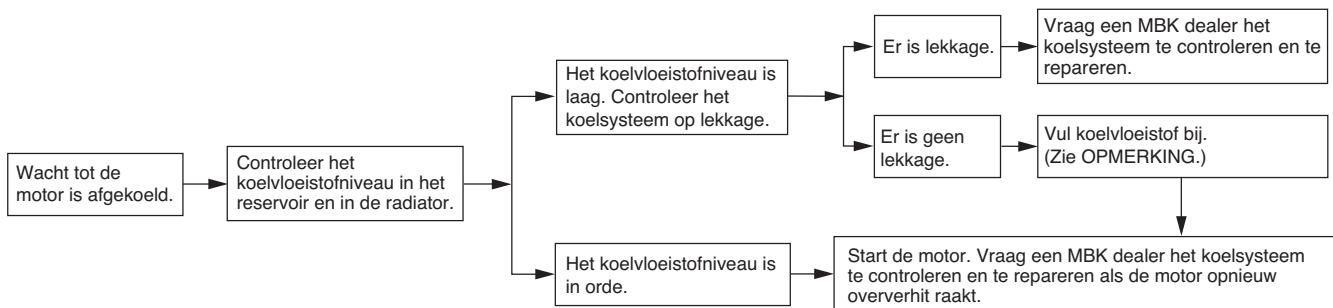 Wacht tot de
motor is afgekoeld.
Controleer het
koelvloeistofniveau in het
reservoir en in de radiator.
Het koelvloeistofniveau is
laag. Controleer het
koelsysteem op lekkage.
Er is lekkage.
Vraag een MBK dealer het
koelsysteem te controleren en te
repareren.
Er is geen
lekkage.
Vul koelvloeistof bij.
(Zie OPMERKING.)
Het koelvloeistofniveau is
in orde.
Start de motor. Vraag een MBK dealer het koelsysteem
te controleren en te repareren als de motor opnieuw
oververhit raakt.